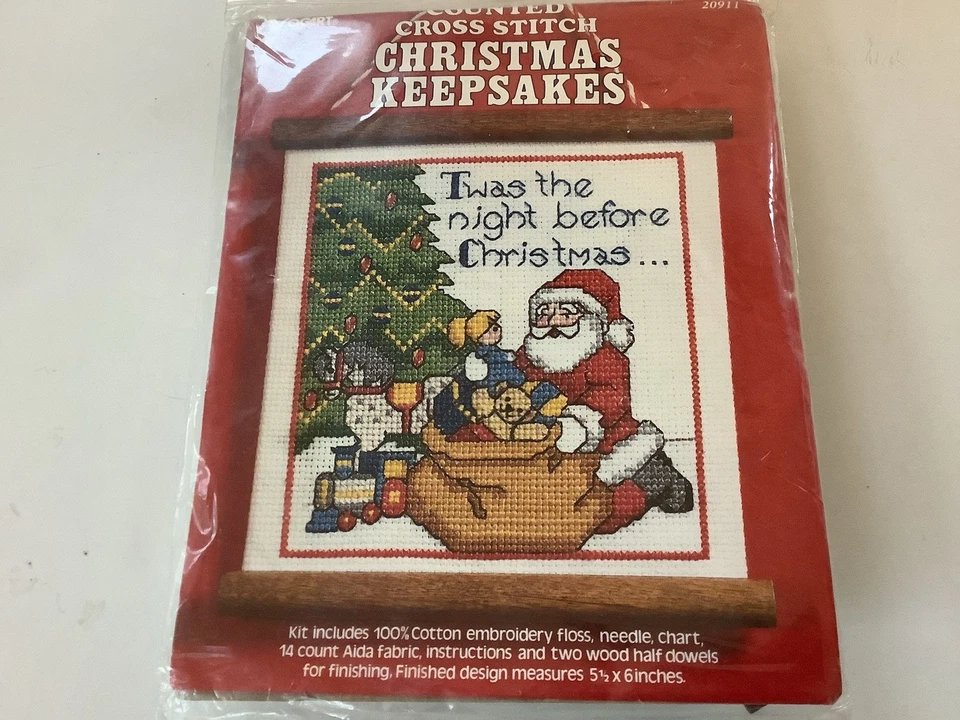 20911
COUNTED
CROSS STITCH
CHRISTMAS
KEEPSAKES
Twas the
night before
Christmas...
Kit includes 100% Cotton embroidery floss, needle, chart,
14 count Aida fabric, instructions and two wood half dowels
for finishing. Finished design measures 5½ x 6 inches.